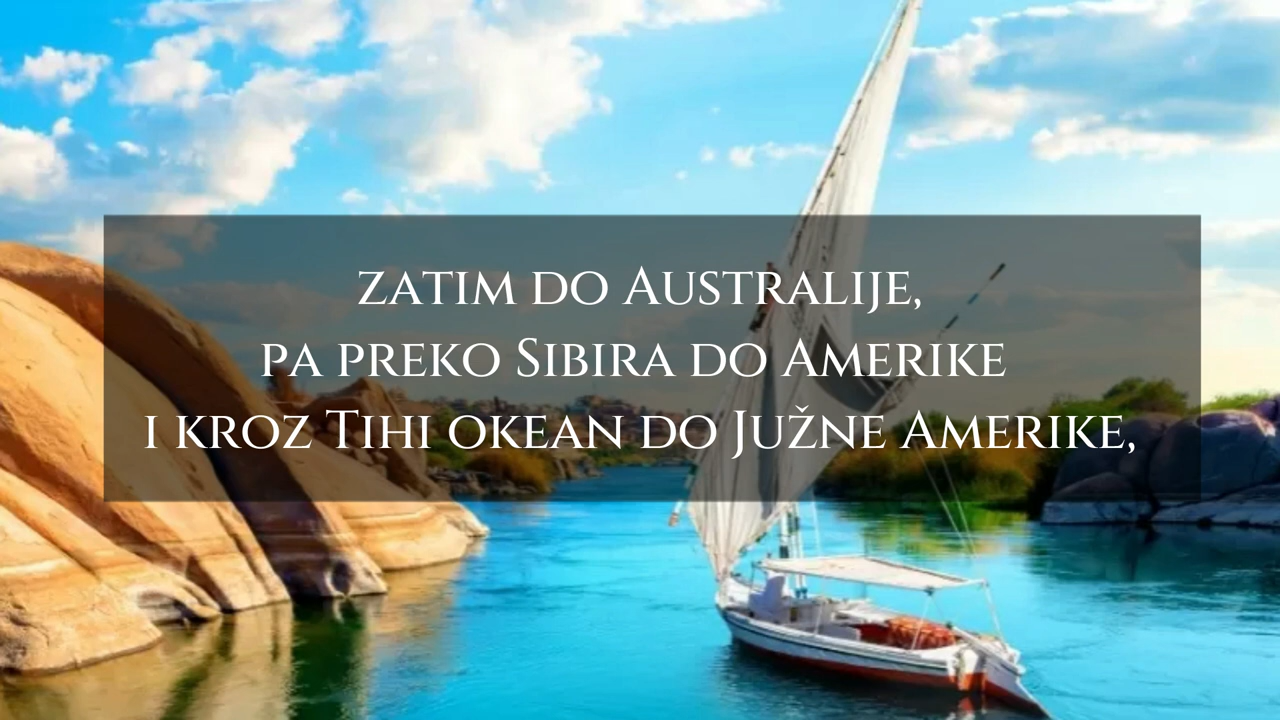 zatim do Australije,
pa preko Sibira do Amerike
i kroz Tihi okean do Južne Amerike,